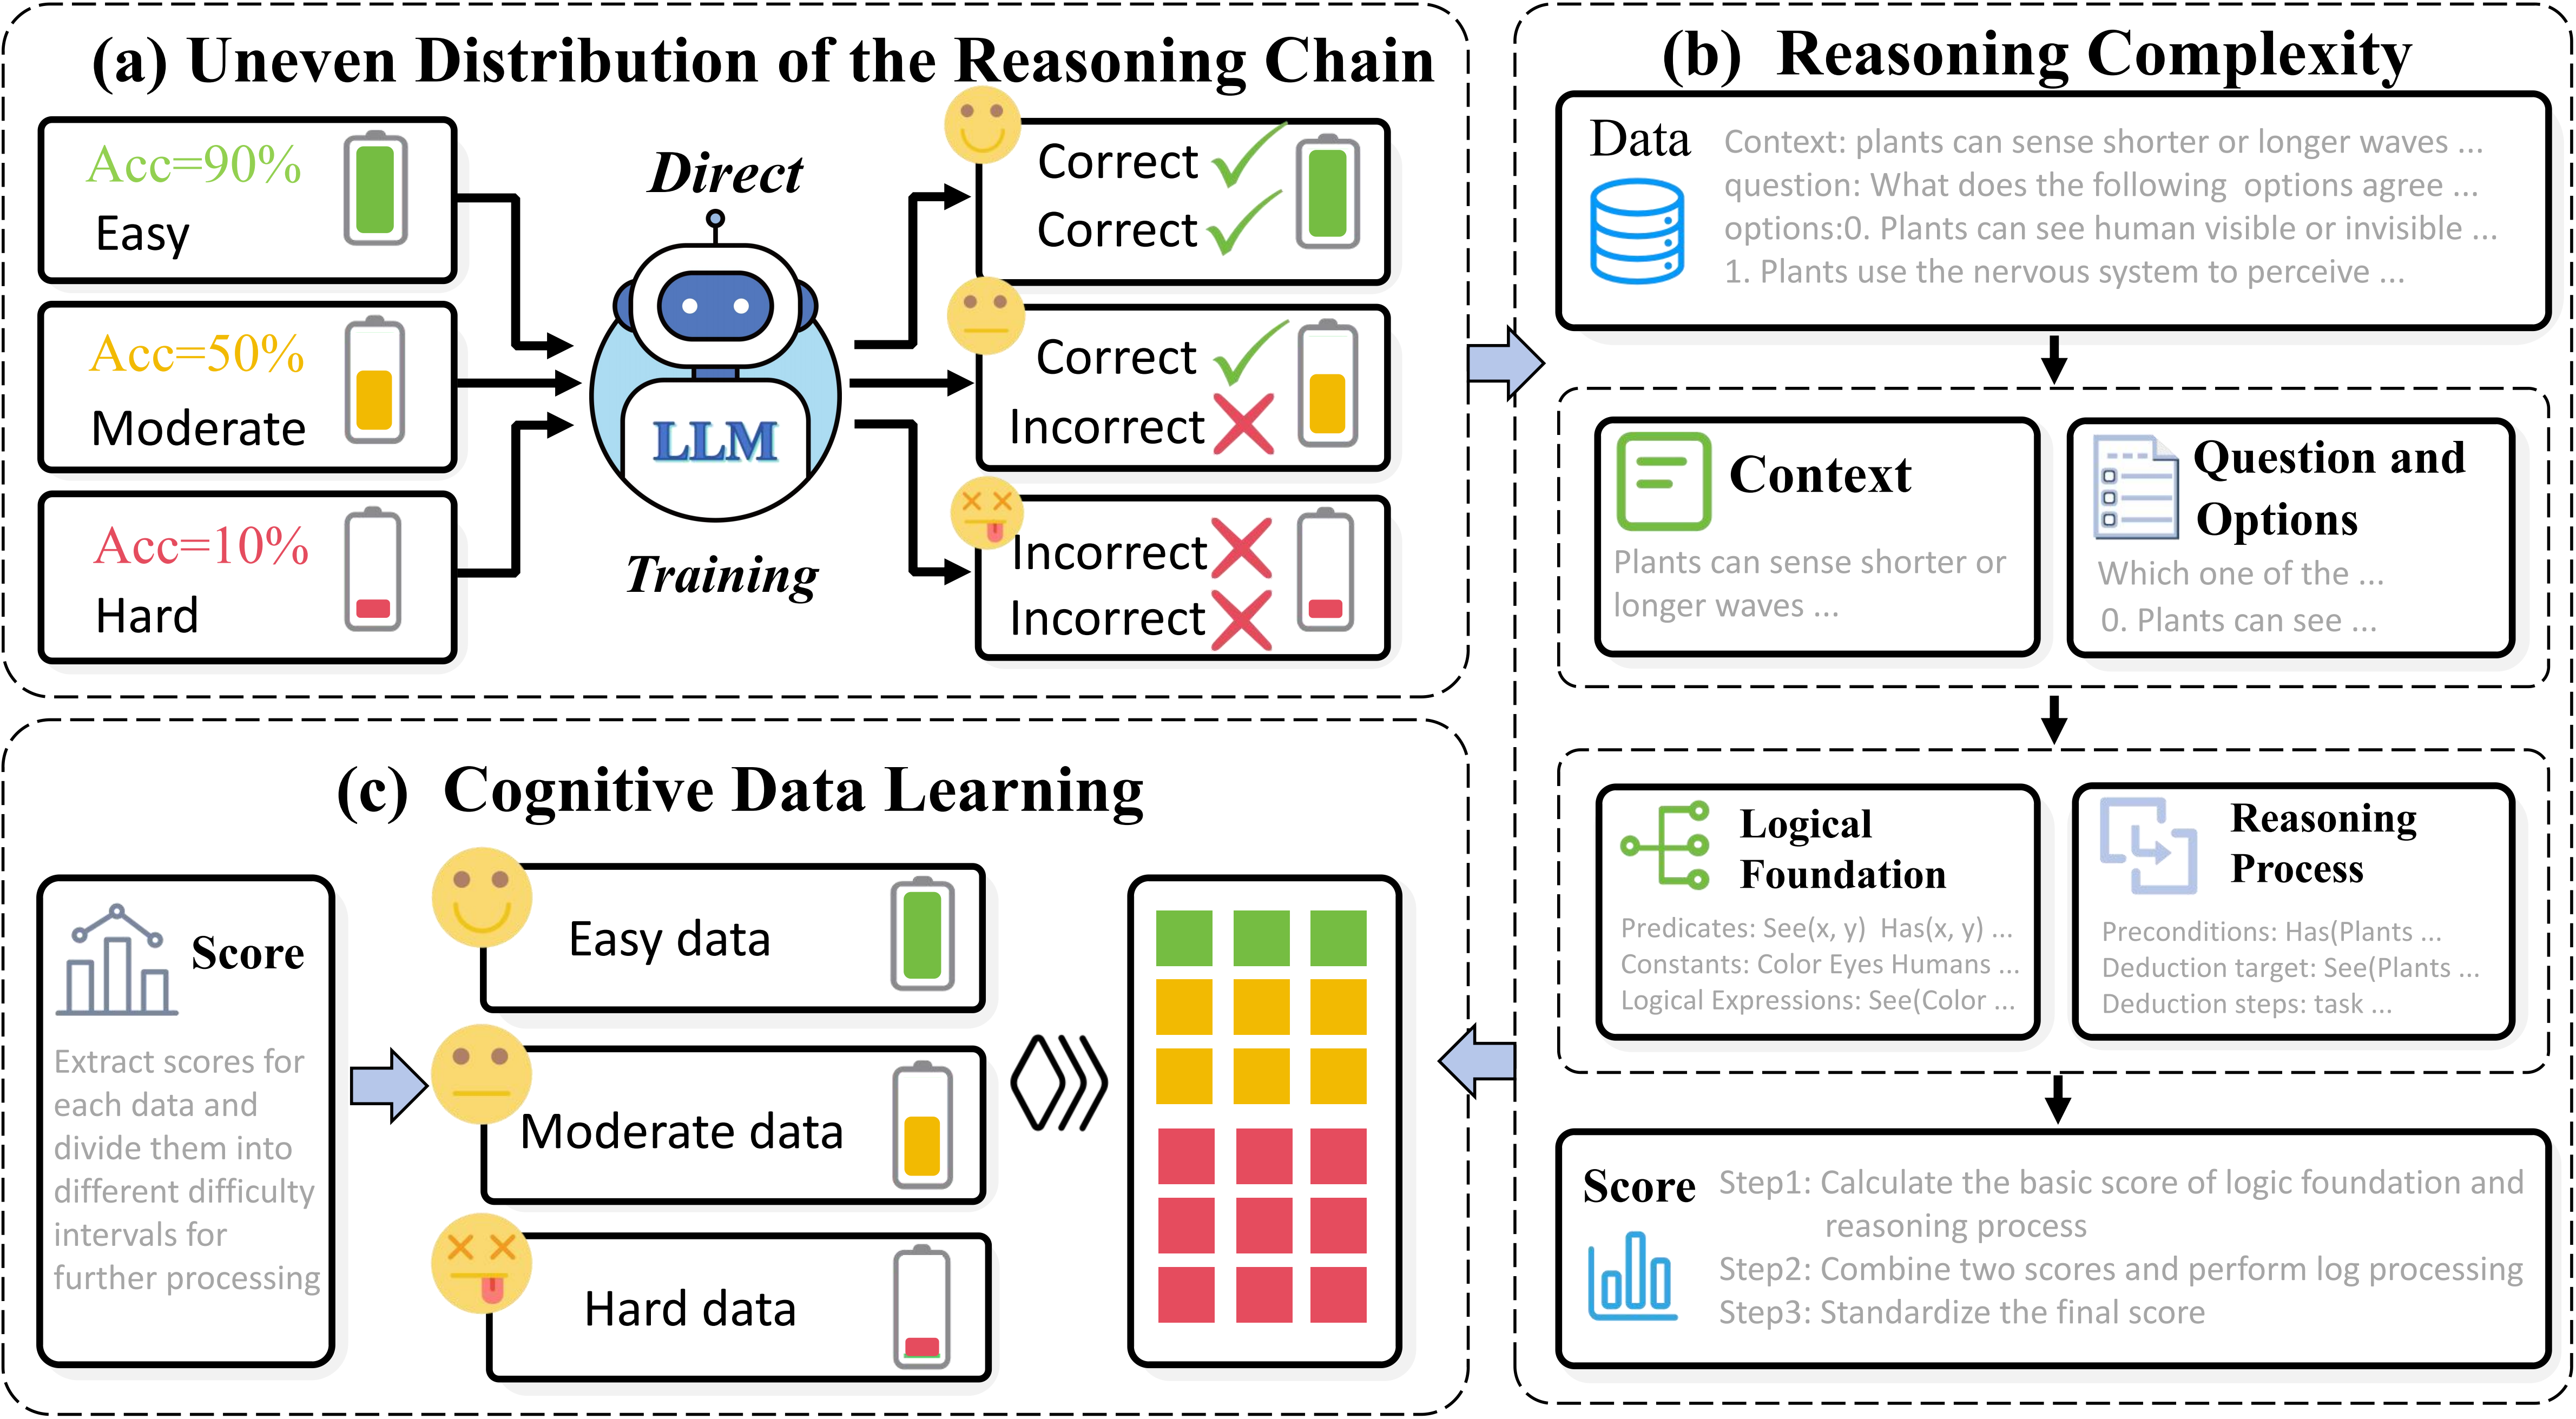 (a) Uneven Distribution of the Reasoning Chain
Acc=90%
Easy
Acc=50%
Moderate
Acc=10%
Hard
Direct
LLM
Training
Correct
Correct
Correct
Incorrect
Incorrect
Incorrect
(b) Reasoning Complexity
Data
Context: plants can sense shorter or longer waves ...
question: What does the following options agree ...
options:0. Plants can see human visible or invisible ...
1. Plants use the nervous system to perceive ...
Context
Plants can sense shorter or
longer waves ...
Question and
Options
Which one of the ...
0. Plants can see ...
Logical
Foundation
Predicates: See(x, y) Has(x, y) ...
Constants: Color Eyes Humans ...
Logical Expressions: See(Color ...
Reasoning
Process
Preconditions: Has(Plants ...
Deduction target: See(Plants ...
Deduction steps: task ...
Score
Step1: Calculate the basic score of logic foundation and
reasoning process
Step2: Combine two scores and perform log processing
Step3: Standardize the final score
(c) Cognitive Data Learning
Score
Extract scores for
each data and
divide them into
different difficulty
intervals for
further processing
Easy data
Moderate data
Hard data